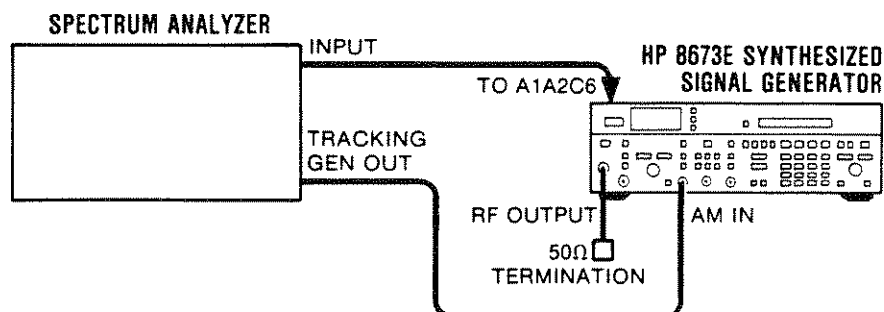 SPECTRUM ANALYZER
INPUT
HP 8673E SYNTHESIZED
SIGNAL GENERATOR
TO A1A2C6
TRACKING
GEN OUT
RF OUTPUT
AM IN
50Ω
TERMINATION